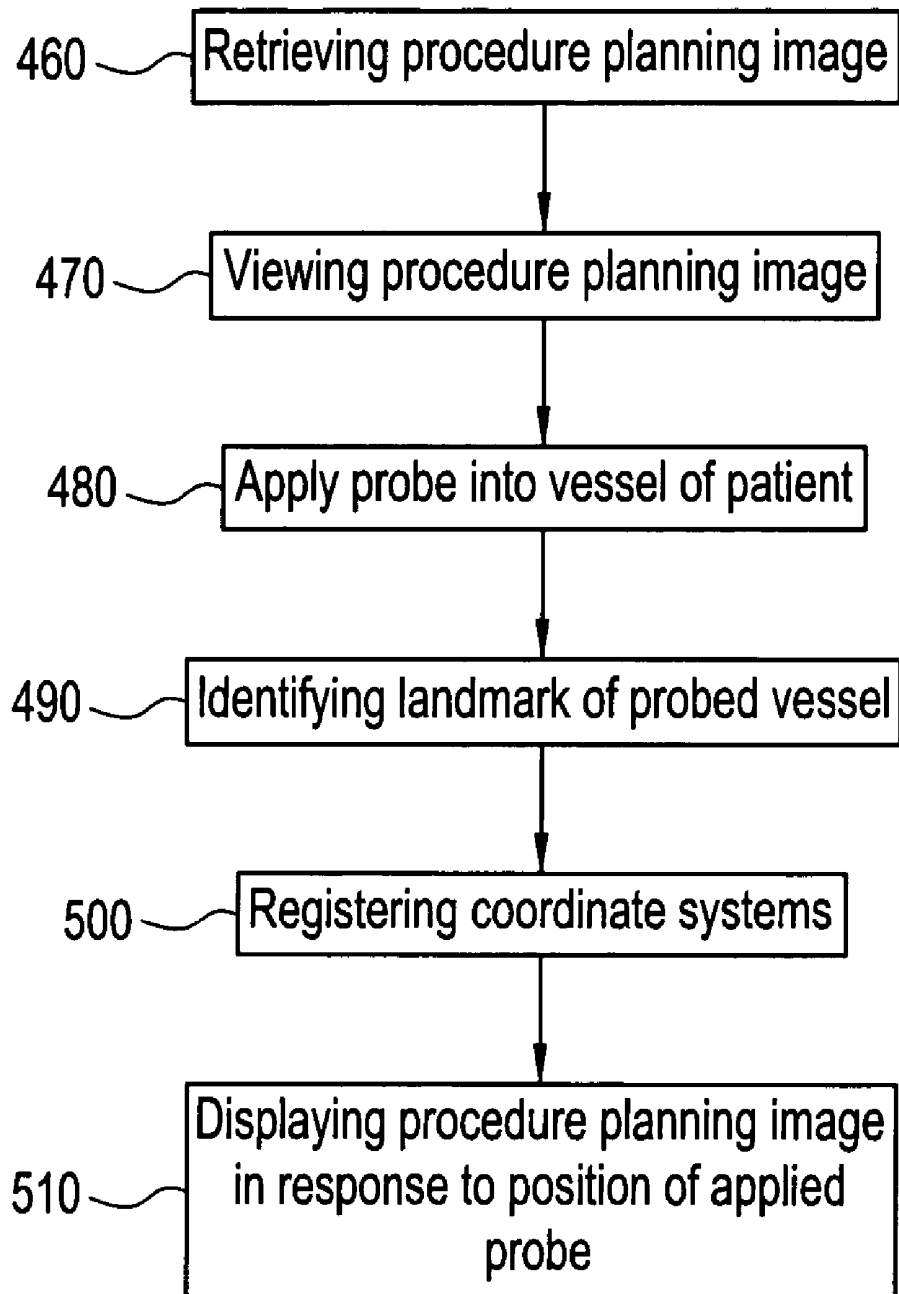 460 Retrieving procedure planning image
470 Viewing procedure planning image
480 Apply probe into vessel of patient
490 Identifying landmark of probed vessel
500 Registering coordinate systems
Displaying procedure planning image
510 in response to position of applied
probe